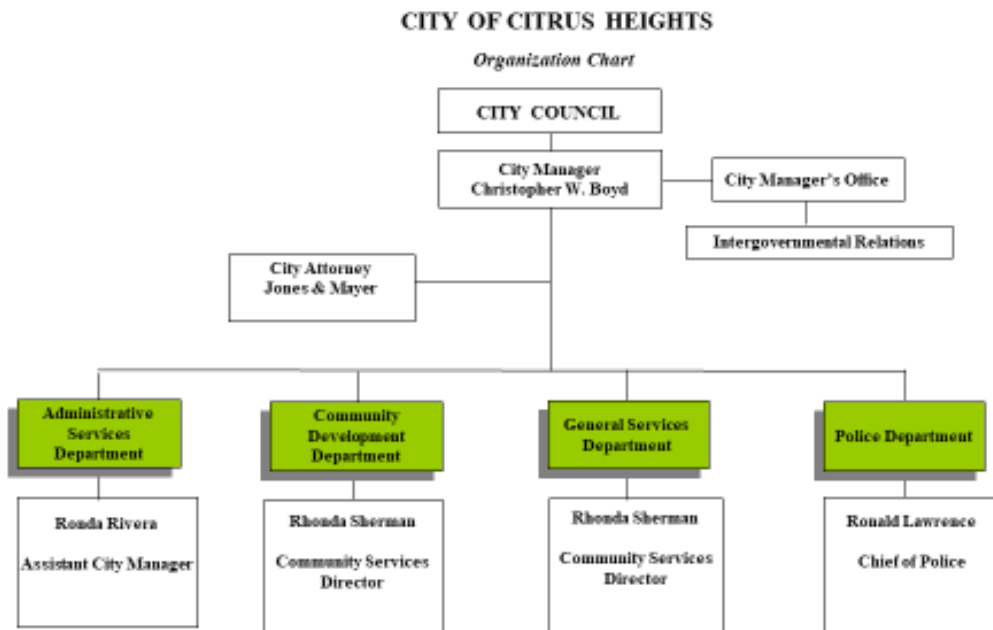 CITY OF CITRUS HEIGHTS
Organization Chart
CITY COUNCIL
City Manager
Christopher W. Boyd
City Manager's Office
Intergovernmental Relations
City Attorney
Jones & Mayer
Administrative
Services
Department
Community
Development
Department
General Services
Department
Police Department
Ronda Rivera
Assistant City Manager
Rhonda Sherman
Community Services
Director
Rhonda Sherman
Community Services
Director
Ronald Lawrence
Chief of Police